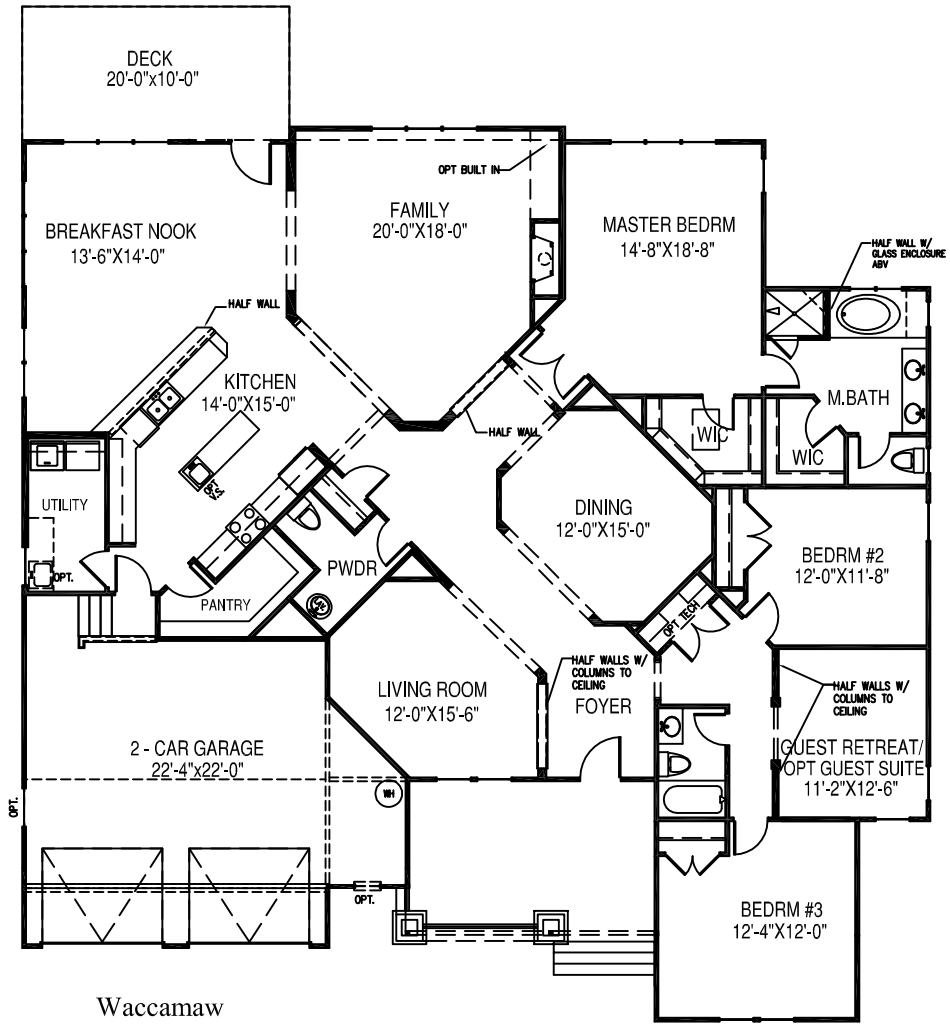 DECK
20'-0"x10'-0"
OPT BUILT IN
FAMILY
20'-0"X18'-0"
BREAKFAST NOOK
13'-6"X14'-0"
MASTER BEDRM
14'-8"X18'-8"
HALF WALL W/
GLASS ENCLOSURE
ABV
HALF WALL
KITCHEN
14'-0"X15'-0"
M.BATH
HALF WALL
WIC
WIC
OPT
V.S.
UTILITY
DINING
12'-0"X15'-0"
BEDRM #2
12'-0"X11'-8"
OPT.
PWDR
PANTRY
OPT TECH
HALF WALLS W/
COLUMNS TO
CEILING
FOYER
LIVING ROOM
12'-0"X15'-6"
HALF WALLS W/
COLUMNS TO
CEILING
GUEST RETREAT/
OPT GUEST SUITE
11'-2"X12'-6"
2 - CAR GARAGE
22'-4"x22'-0"
WH
OPT.
OPT.
BEDRM #3
12'-4"X12'-0"
Waccamaw